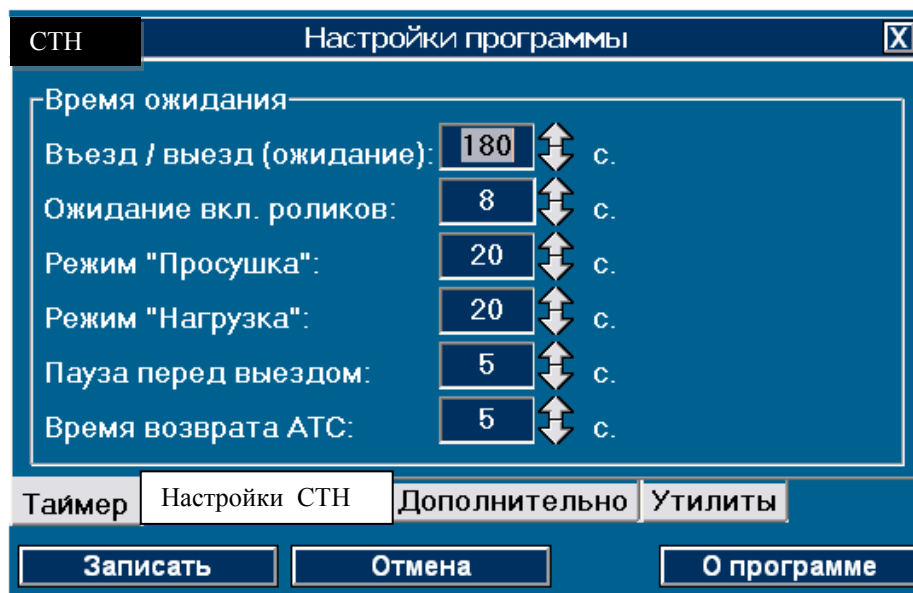 СТН Настройки программы X
Время ожидания
Въезд / выезд (ожидание): 180 с.
Ожидание вкл. роликов: 8 с.
Режим "Просушка": 20 с.
Режим "Нагрузка": 20 с.
Пауза перед выездом: 5 с.
Время возврата АТС: 5 с.
Таймер Настройки СТН Дополнительно Утилиты
Записать Отмена О программе